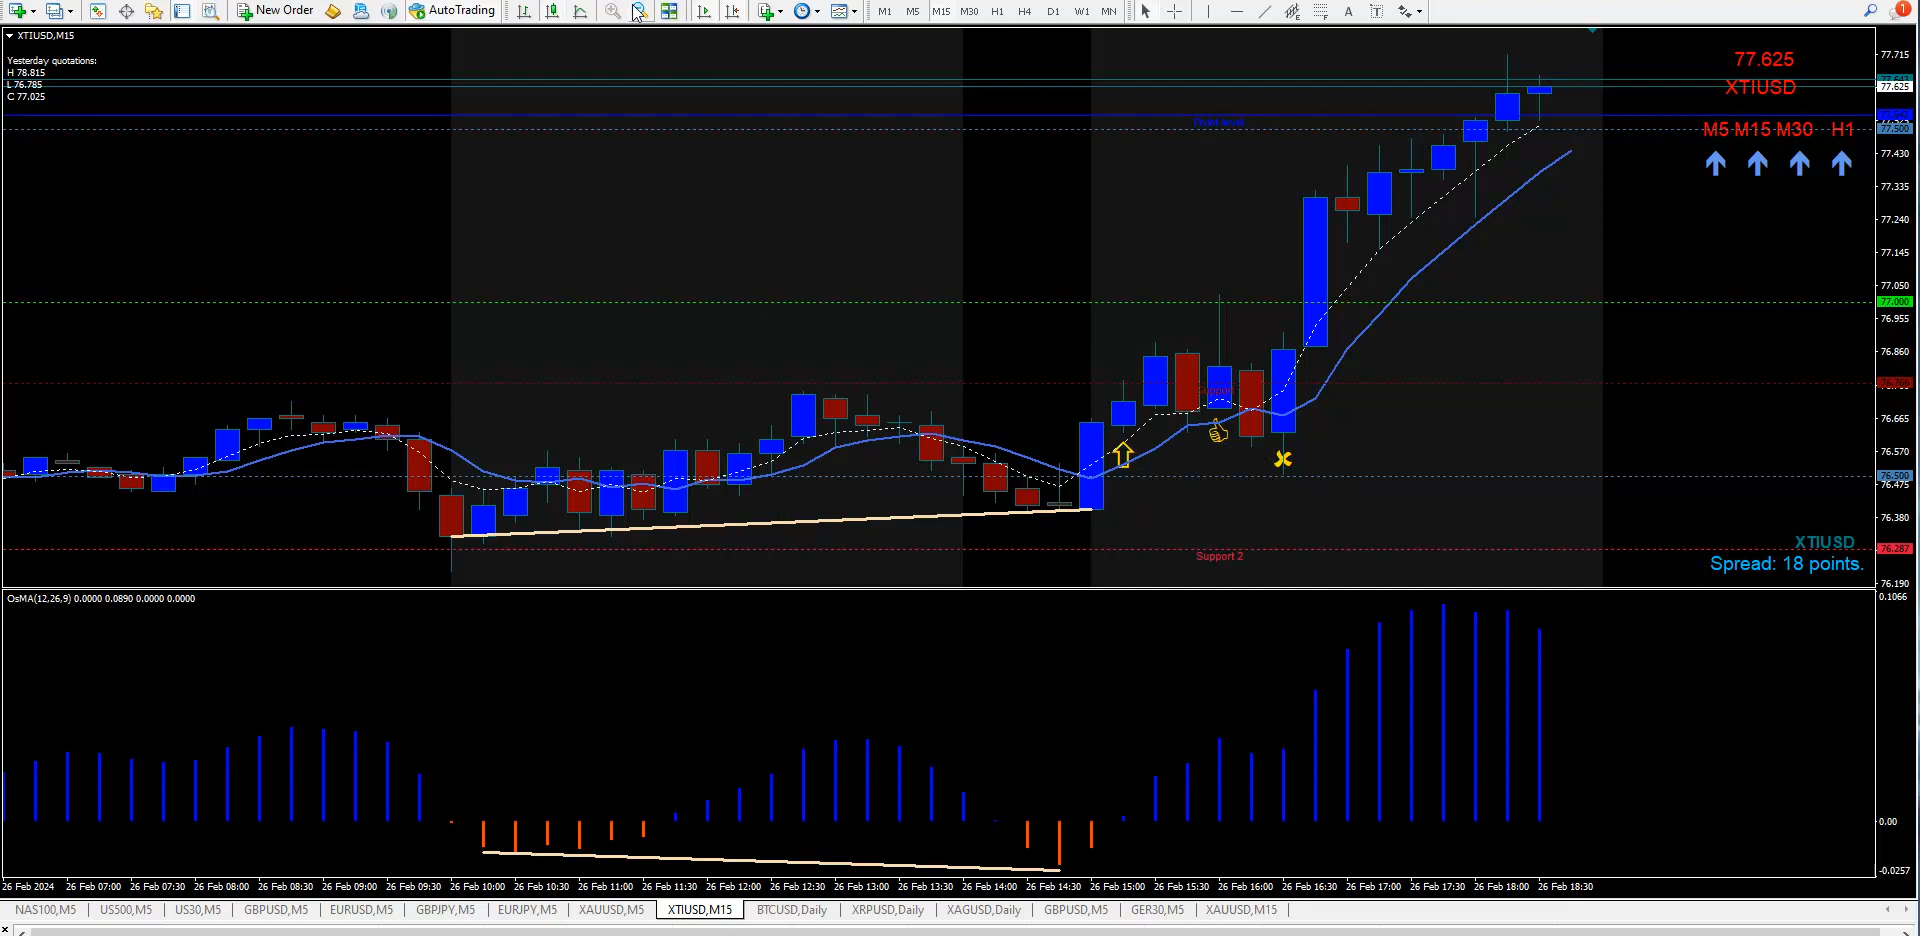 New Order AutoTrading M1 M5 M15 M30 H1 H4 D1 W1 MN A T 1
XTIUSD,M15
Yesterday quotations:
H 78.815
L 76.785
C 77.025
77.625
XTIUSD
M5 M15 M30 H1
Pivot level
Support 2
XTIUSD
Spread: 18 points.
77.715
77.625
77.500
77.430
77.335
77.240
77.145
77.050
77.000
76.955
76.860
76.665
76.570
76.500
76.475
76.380
76.287
76.190
OsMA(12,26,9) 0.0000 0.0890 0.0000 0.0000
0.1066
0.00
-0.0257
26 Feb 2024 26 Feb 07:00 26 Feb 07:30 26 Feb 08:00 26 Feb 08:30 26 Feb 09:00 26 Feb 09:30 26 Feb 10:00 26 Feb 10:30 26 Feb 11:00 26 Feb 11:30 26 Feb 12:00 26 Feb 12:30 26 Feb 13:00 26 Feb 13:30 26 Feb 14:00 26 Feb 14:30 26 Feb 15:00 26 Feb 15:30 26 Feb 16:00 26 Feb 16:30 26 Feb 17:00 26 Feb 17:30 26 Feb 18:00 26 Feb 18:30
NAS100,M5 US500,M5 US30,M5 GBPUSD,M5 EURUSD,M5 GBPJPY,M5 EURJPY,M5 XAUUSD,M5 XTIUSD,M15 BTCUSD,Daily XRPUSD,Daily XAGUSD,Daily GBPUSD,M5 GER30,M5 XAUUSD,M15